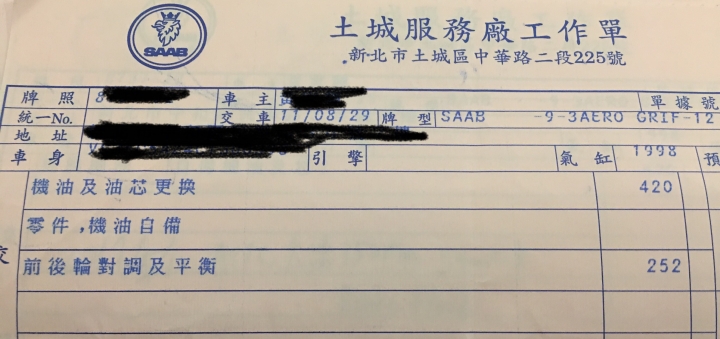 SAAB
土城服務廠工作單
新北市土城區中華路二段225號
牌照 8 車主 單據號
統一No. 交車 11/08/29 牌型 SAAB -9-3AERO GRIF-12
地址
車身 引擎 氣缸 1998 預
機油及油芯更換 420
零件,機油自備
前後輪對調及平衡 252